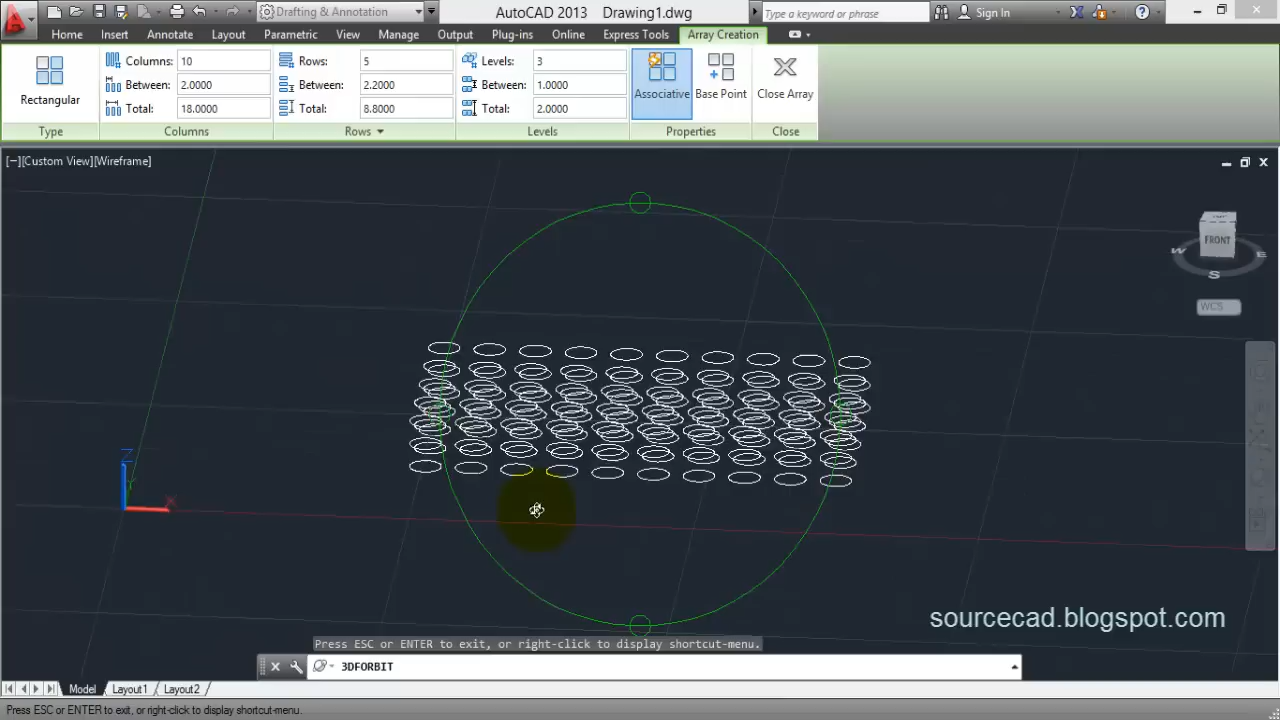 Drafting & Annotation
AutoCAD 2013 Drawing1.dwg
Type a keyword or phrase
Sign In
Home Insert Annotate Layout Parametric View Manage Output Plug-ins Online Express Tools Array Creation
Columns: 10 Rows: 5 Levels: 3
Between: 2.0000 Between: 2.2000 Between: 1.0000
Total: 18.0000 Total: 8.8000 Total: 2.0000
Rectangular Associative Base Point Close Array
Type Columns Rows Levels Properties Close
[−][Custom View][Wireframe]
FRONT
W E
S
WCS
Z
Y
X
sourcecad.blogspot.com
Press ESC or ENTER to exit, or right-click to display shortcut-menu.
3DFORBIT
Model Layout1 Layout2
Press ESC or ENTER to exit, or right-click to display shortcut-menu.